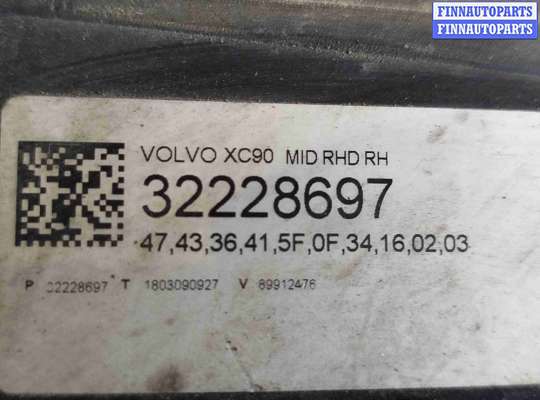 FINNAUTOPARTS
FINNAUTOPARTS
VOLVO XC90 MID RHD RH
32228697
47,43,36,41,5F,0F,34,16,02,03
P 32228697 T 1803090927 V 89912476